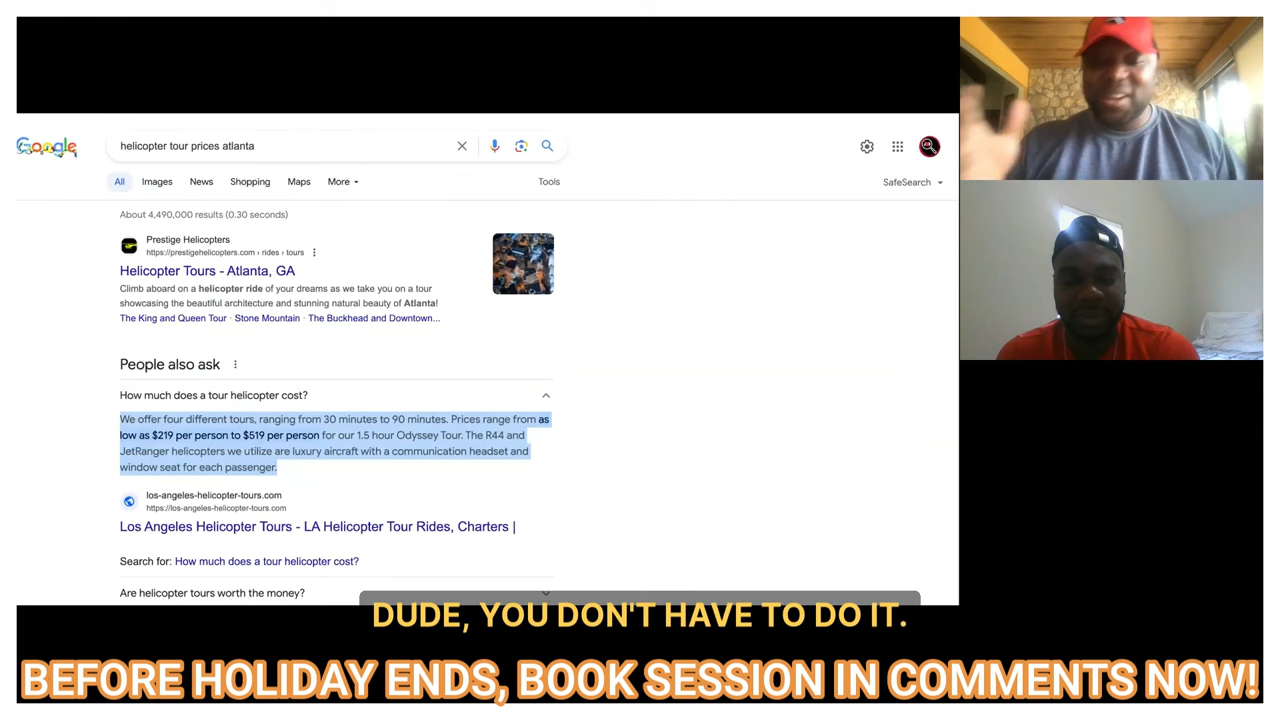 Google
helicopter tour prices atlanta
All Images News Shopping Maps More Tools SafeSearch
About 4,490,000 results (0.30 seconds)
Prestige Helicopters
https://prestigehelicopters.com › rides › tours
Helicopter Tours - Atlanta, GA
Climb aboard on a helicopter ride of your dreams as we take you on a tour
showcasing the beautiful architecture and stunning natural beauty of Atlanta!
The King and Queen Tour · Stone Mountain · The Buckhead and Downtown...
People also ask
How much does a tour helicopter cost?
We offer four different tours, ranging from 30 minutes to 90 minutes. Prices range from as
low as $219 per person to $519 per person for our 1.5 hour Odyssey Tour. The R44 and
JetRanger helicopters we utilize are luxury aircraft with a communication headset and
window seat for each passenger.
los-angeles-helicopter-tours.com
https://los-angeles-helicopter-tours.com
Los Angeles Helicopter Tours - LA Helicopter Tour Rides, Charters |
Search for: How much does a tour helicopter cost?
Are helicopter tours worth the money?
DUDE, YOU DON'T HAVE TO DO IT.
BEFORE HOLIDAY ENDS, BOOK SESSION IN COMMENTS NOW!